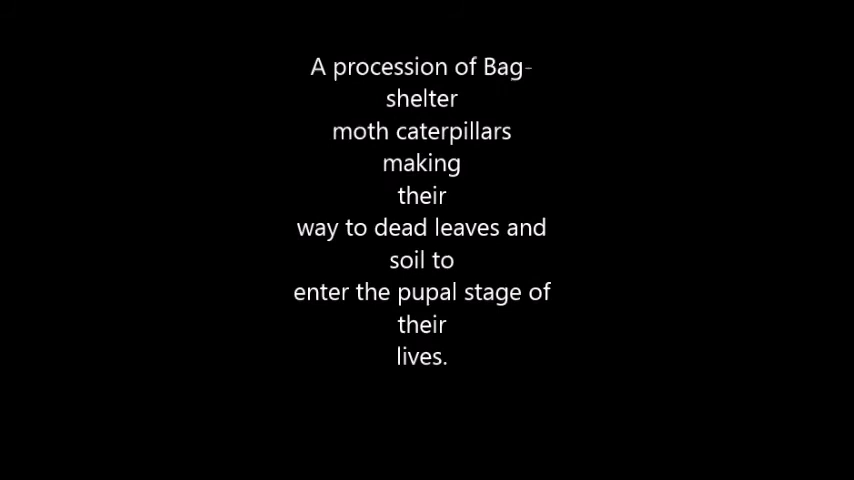 A procession of Bag-
shelter
moth caterpillars
making
their
way to dead leaves and
soil to
enter the pupal stage of
their
lives.